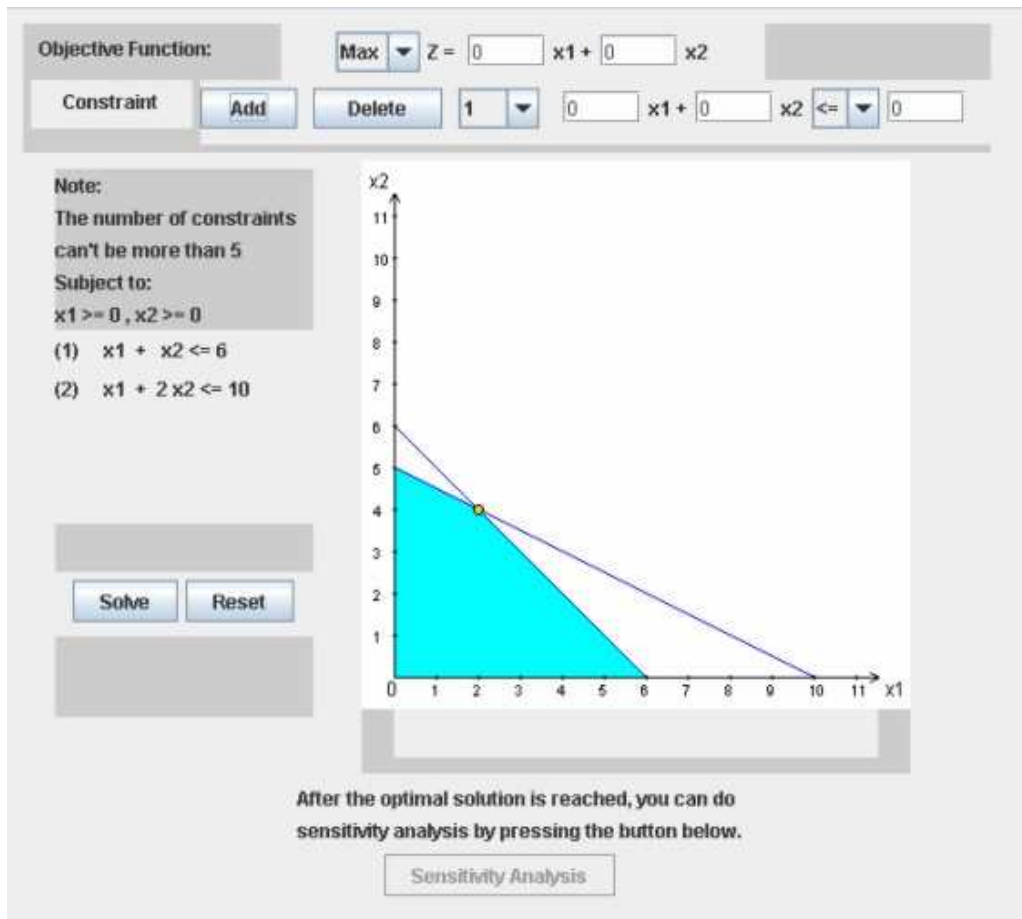 Objective Function: Max Z = 0 x1 + 0 x2
Constraint Add Delete 1 0 x1 + 0 x2 <= 0
Note:
The number of constraints
can't be more than 5
Subject to:
x1 >= 0 , x2 >= 0
(1) x1 + x2 <= 6
(2) x1 + 2 x2 <= 10
Solve Reset
x2
11
10
9
8
7
6
5
4
3
2
1
0 1 2 3 4 5 6 7 8 9 10 11 x1
After the optimal solution is reached, you can do
sensitivity analysis by pressing the button below.
Sensitivity Analysis